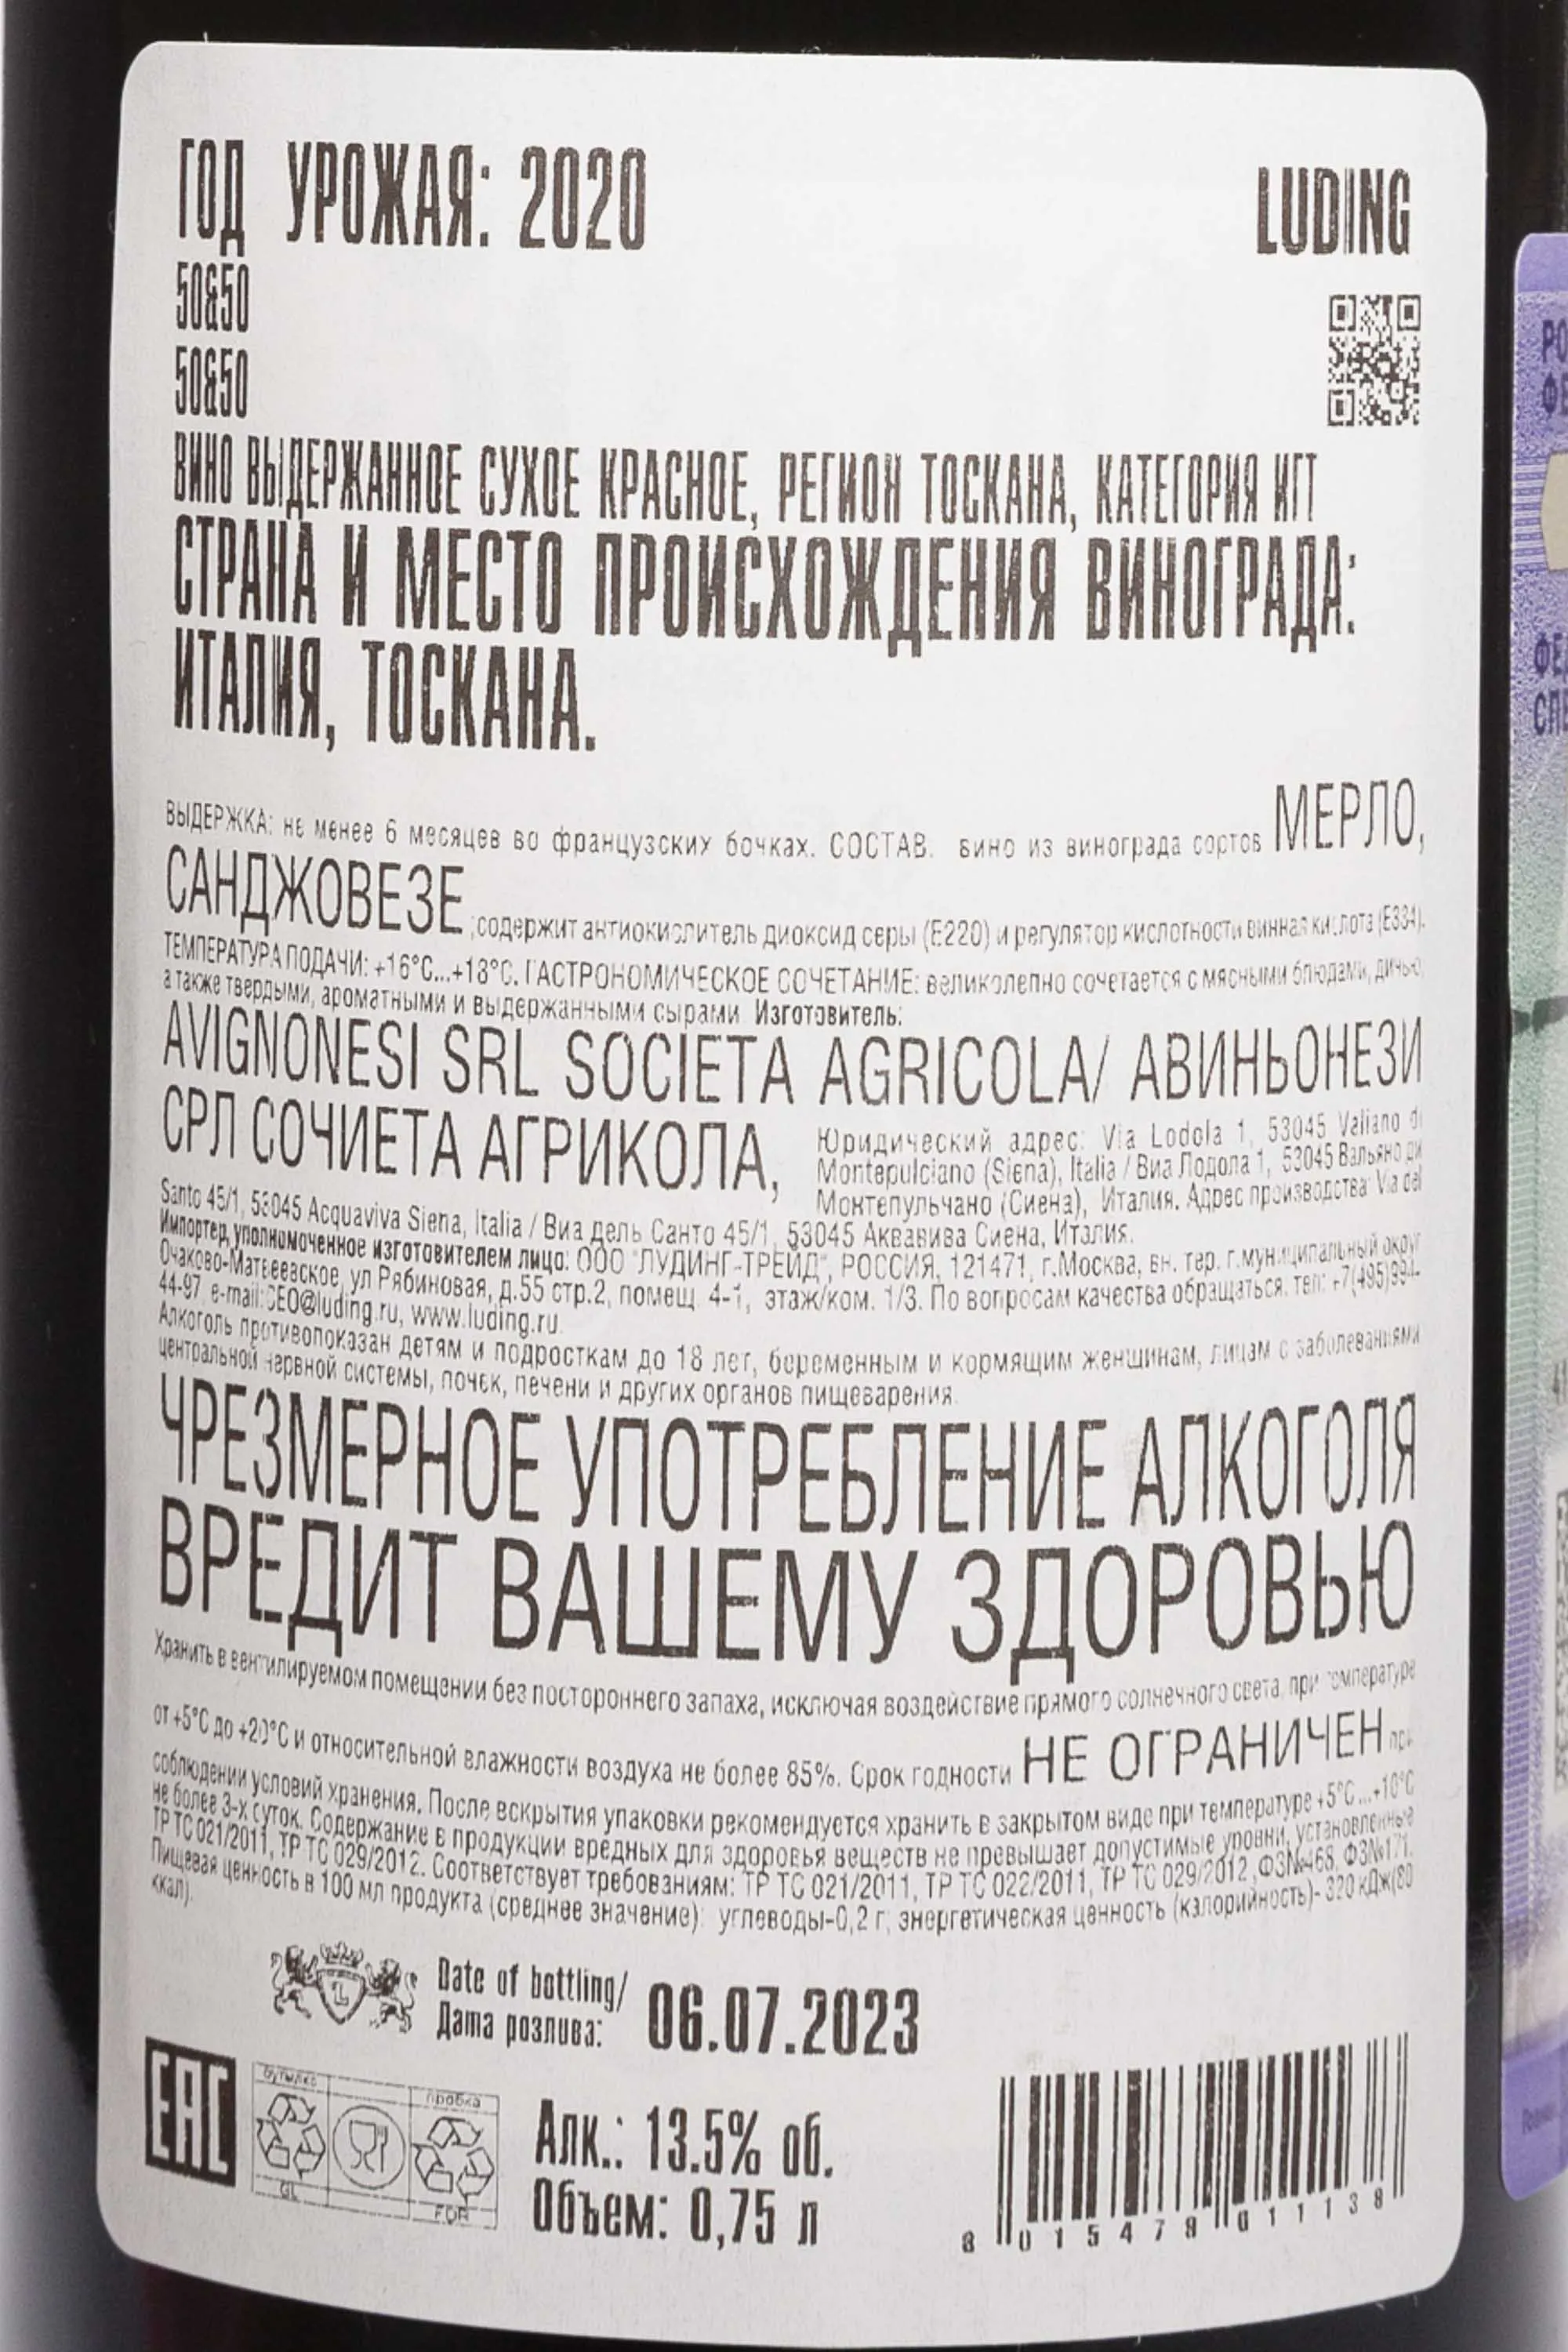 ГОД УРОЖАЯ: 2020
LUDING
50&50
50&50
ВИНО ВЫДЕРЖАННОЕ СУХОЕ КРАСНОЕ, РЕГИОН ТОСКАНА, КАТЕГОРИЯ ИГТ
СТРАНА И МЕСТО ПРОИСХОЖДЕНИЯ ВИНОГРАДА:
ИТАЛИЯ, ТОСКАНА.
ВЫДЕРЖКА: не менее 6 месяцев во французских бочках. СОСТАВ: вино из винограда сортов МЕРЛО,
САНДЖОВЕЗЕ ;содержит антиокислитель диоксид серы (Е220) и регулятор кислотности винная кислота (Е334).
ТЕМПЕРАТУРА ПОДАЧИ: +16°С...+18°С. ГАСТРОНОМИЧЕСКОЕ СОЧЕТАНИЕ: великолепно сочетается с мясными блюдами, дичью,
а также твердыми, ароматными и выдержанными сырами. Изготовитель:
AVIGNONESI SRL SOCIETA AGRICOLA/ АВИНЬОНЕЗИ
СРЛ СОЧИЕТА АГРИКОЛА, Юридический адрес: Via Lodola 1, 53045 Valiano di
Montepulciano (Siena), Italia / Виа Лодола 1, 53045 Вальяно ди
Монтепульчано (Сиена), Италия. Адрес производства: Via del
Santo 45/1, 53045 Acquaviva Siena, Italia / Виа дель Санто 45/1, 53045 Аквавива Сиена, Италия.
Импортер, уполномоченное изготовителем лицо: ООО "ЛУДИНГ-ТРЕЙД", РОССИЯ, 121471, г.Москва, вн. тер. г.муниципальный округ
Очаково-Матвеевское, ул Рябиновая, д.55 стр.2, помещ. 4-1, этаж/ком. 1/3. По вопросам качества обращаться: тел: +7(495)994-
44-97, e-mail:CEO@luding.ru, www.luding.ru.
Алкоголь противопоказан детям и подросткам до 18 лет, беременным и кормящим женщинам, лицам с заболеваниями
центральной нервной системы, почек, печени и других органов пищеварения.
ЧРЕЗМЕРНОЕ УПОТРЕБЛЕНИЕ АЛКОГОЛЯ
ВРЕДИТ ВАШЕМУ ЗДОРОВЬЮ
Хранить в вентилируемом помещении без постороннего запаха, исключая воздействие прямого солнечного света, при температуре
от +5°С до +20°С и относительной влажности воздуха не более 85%. Срок годности НЕ ОГРАНИЧЕН при
соблюдении условий хранения. После вскрытия упаковки рекомендуется хранить в закрытом виде при температуре +5°С...+10°С
не более 3-х суток. Содержание в продукции вредных для здоровья веществ не превышает допустимые уровни, установленные
ТР ТС 021/2011, ТР ТС 029/2012. Соответствует требованиям: ТР ТС 021/2011, ТР ТС 022/2011, ТР ТС 029/2012 ,ФЗ№468, ФЗ№171.
Пищевая ценность в 100 мл продукта (среднее значение): углеводы-0,2 г; энергетическая ценность (калорийность)- 320 кДж(80
ккал).
Date of bottling/
Дата розлива: 06.07.2023
EAC
бутылка
пробка
GL
FOR
Алк.: 13.5% об.
Объем: 0,75 л
8 015479 011138